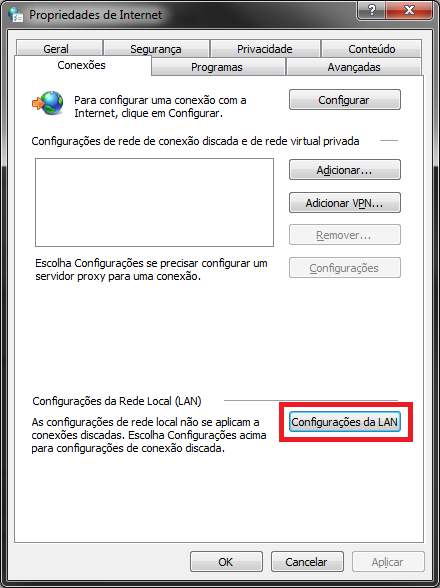 Propriedades de Internet
Geral
Segurança
Privacidade
Conteúdo
Conexões
Programas
Avançadas
Para configurar uma conexão com a
Internet, clique em Configurar.
Configurar
Configurações de rede de conexão discada e de rede virtual privada
Adicionar...
Adicionar VPN...
Remover...
Configurações
Escolha Configurações se precisar configurar um
servidor proxy para uma conexão.
Configurações da Rede Local (LAN)
As configurações de rede local não se aplicam a
conexões discadas. Escolha Configurações acima
para configurações de conexão discada.
Configurações da LAN
OK
Cancelar
Aplicar